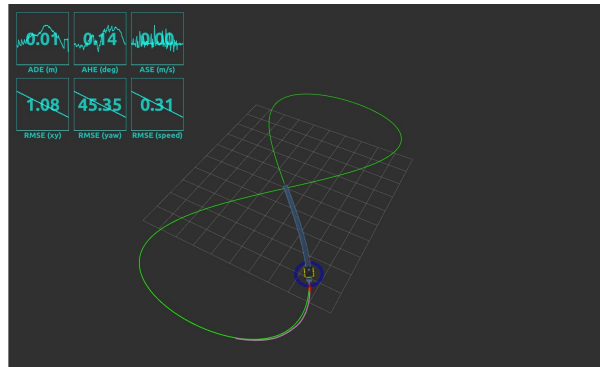 0.01 0.14 0.00
ADE (m) AHE (deg) ASE (m/s)
1.08 45.35 0.31
RMSE (xy) RMSE (yaw) RMSE (speed)